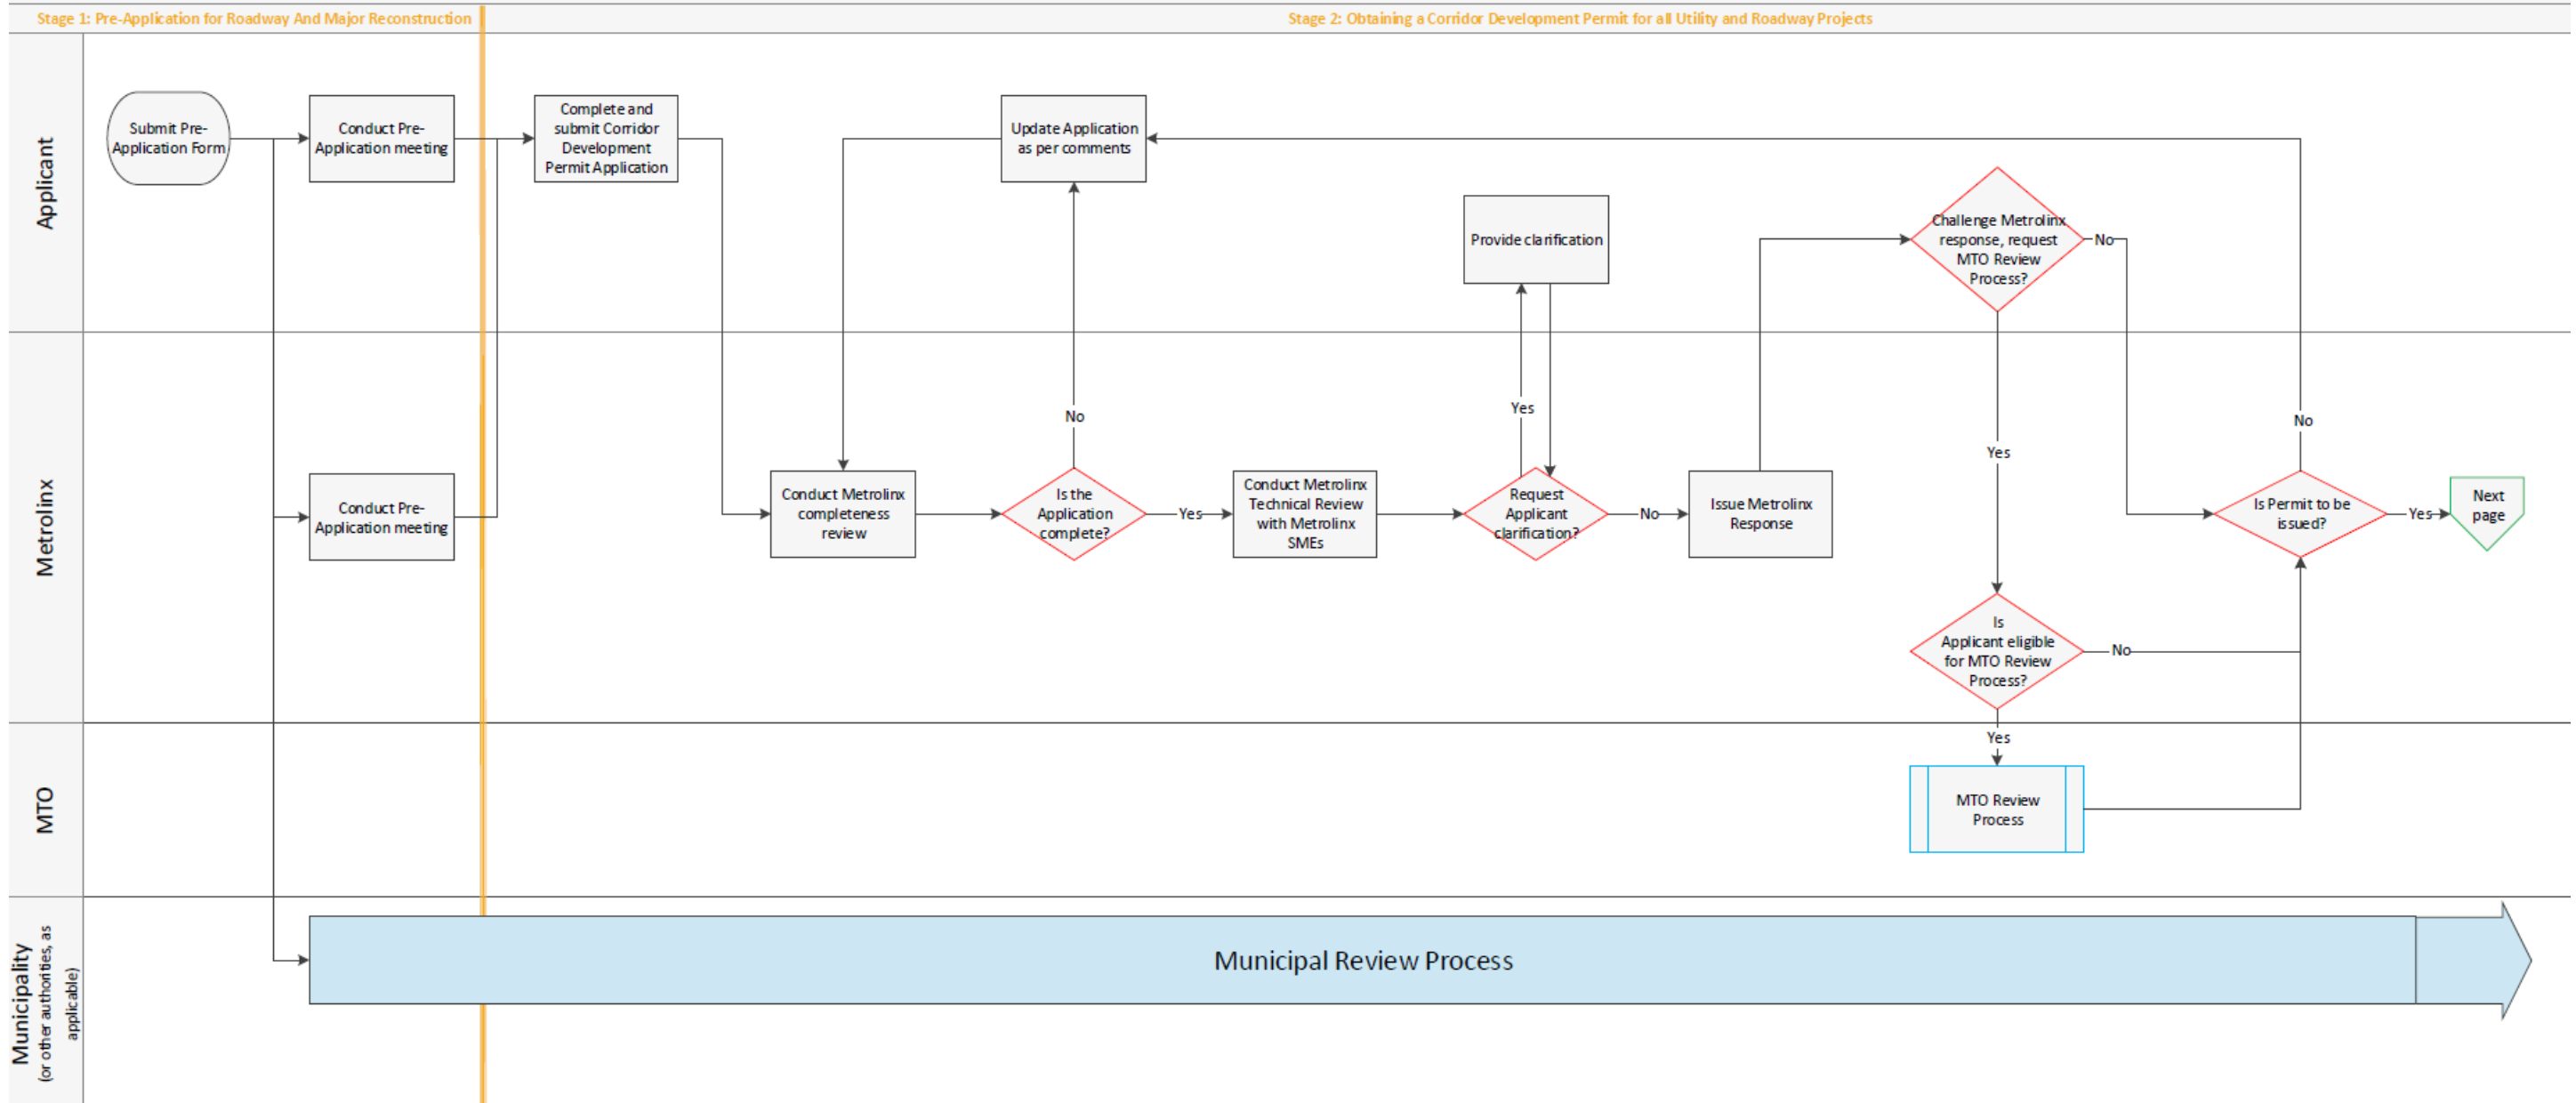 Stage 1: Pre-Application for Roadway And Major Reconstruction
Stage 2: Obtaining a Corridor Development Permit for all Utility and Roadway Projects
Applicant
Submit Pre-
Application Form
Conduct Pre-
Application meeting
Complete and
submit Corridor
Development
Permit Application
Update Application
as per comments
Provide clarification
Challenge Metrolinx
response, request
MTO Review
Process?
No
Metrolinx
Conduct Pre-
Application meeting
Conduct Metrolinx
completeness
review
Is the
Application
complete?
No
Yes
Conduct Metrolinx
Technical Review
with Metrolinx
SMEs
Request
Applicant
clarification?
Yes
No
Issue Metrolinx
Response
Yes
Is
Applicant eligible
for MTO Review
Process?
No
Is Permit to be
issued?
No
Yes
Next
page
MTO
Yes
MTO Review
Process
Municipality
(or other authorities, as
applicable)
Municipal Review Process